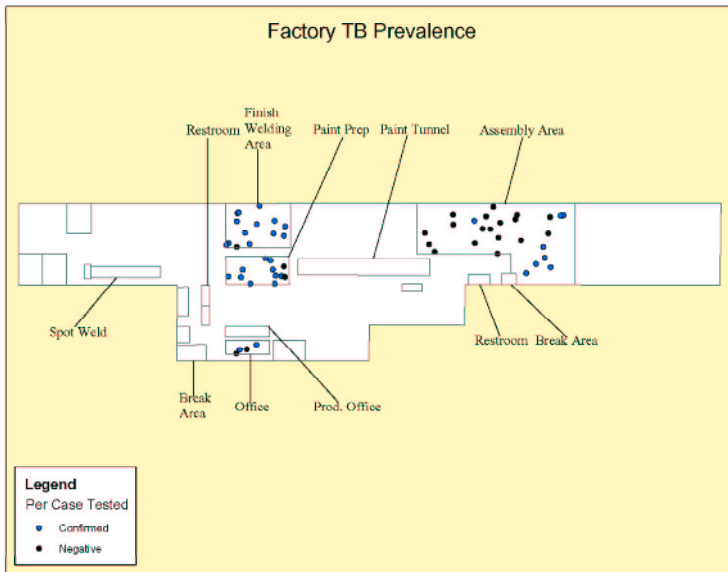 Factory TB Prevalence
Restroom
Finish
Welding
Area
Paint Prep
Paint Tunnel
Assembly Area
Spot Weld
Break
Area
Office
Prod. Office
Restroom
Break Area
Legend
Per Case Tested
Confirmed
Negative